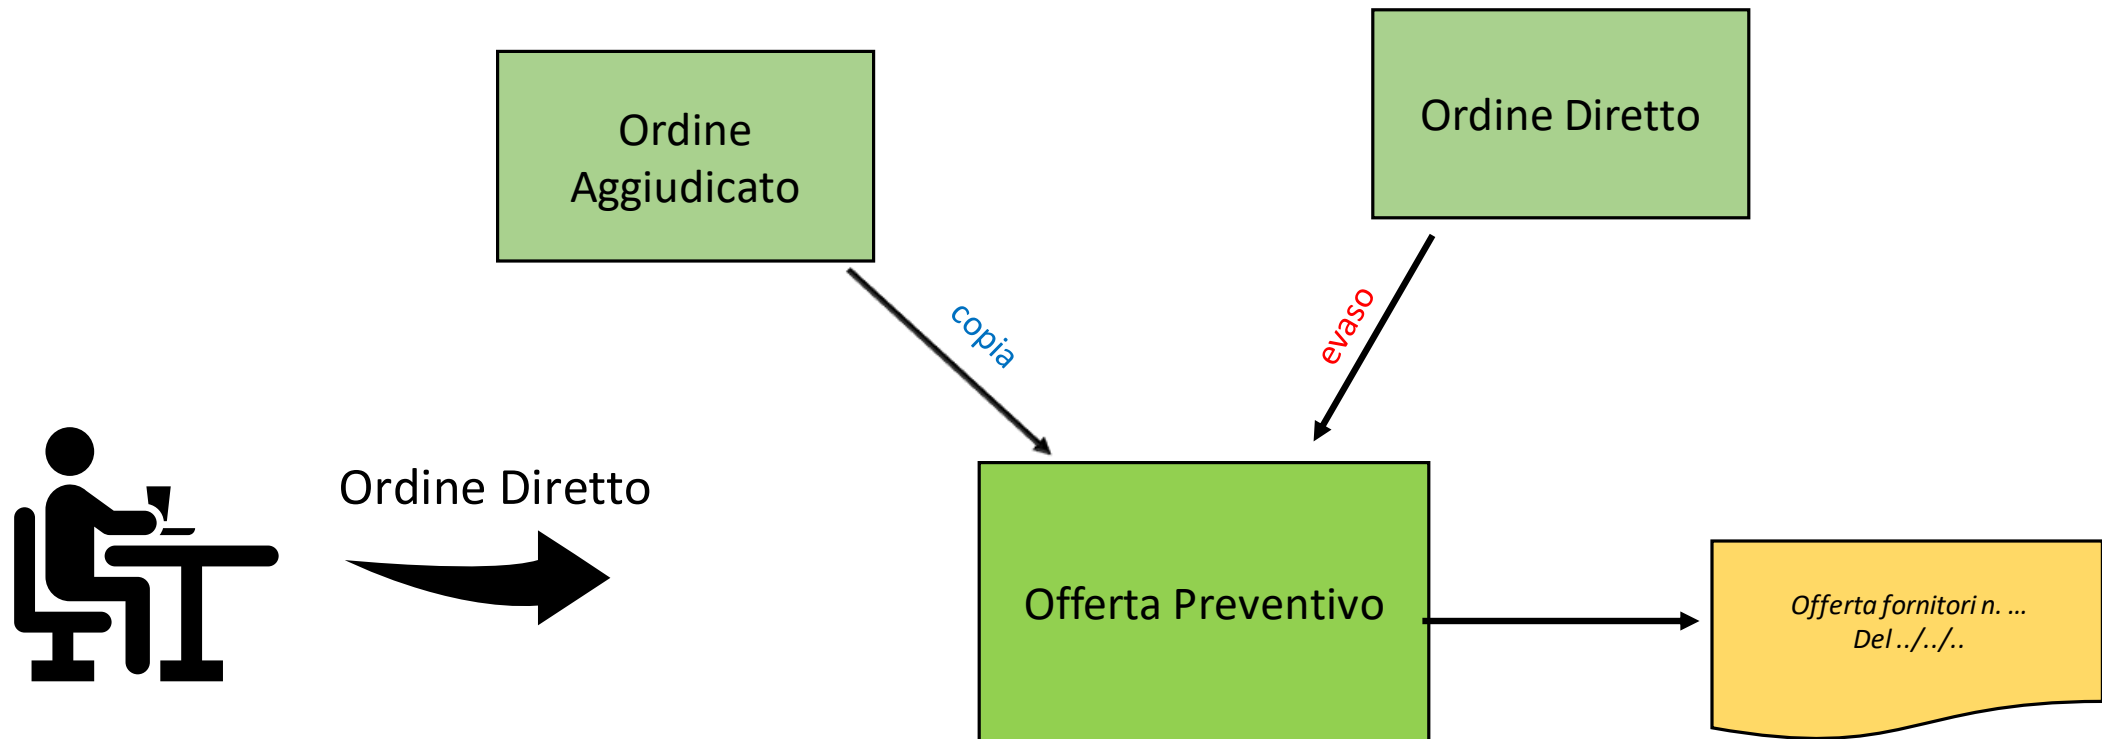 Ordine
Aggiudicato
Ordine Diretto
copia
evaso
Ordine Diretto
Offerta Preventivo
Offerta fornitori n. ...
Del ../../..